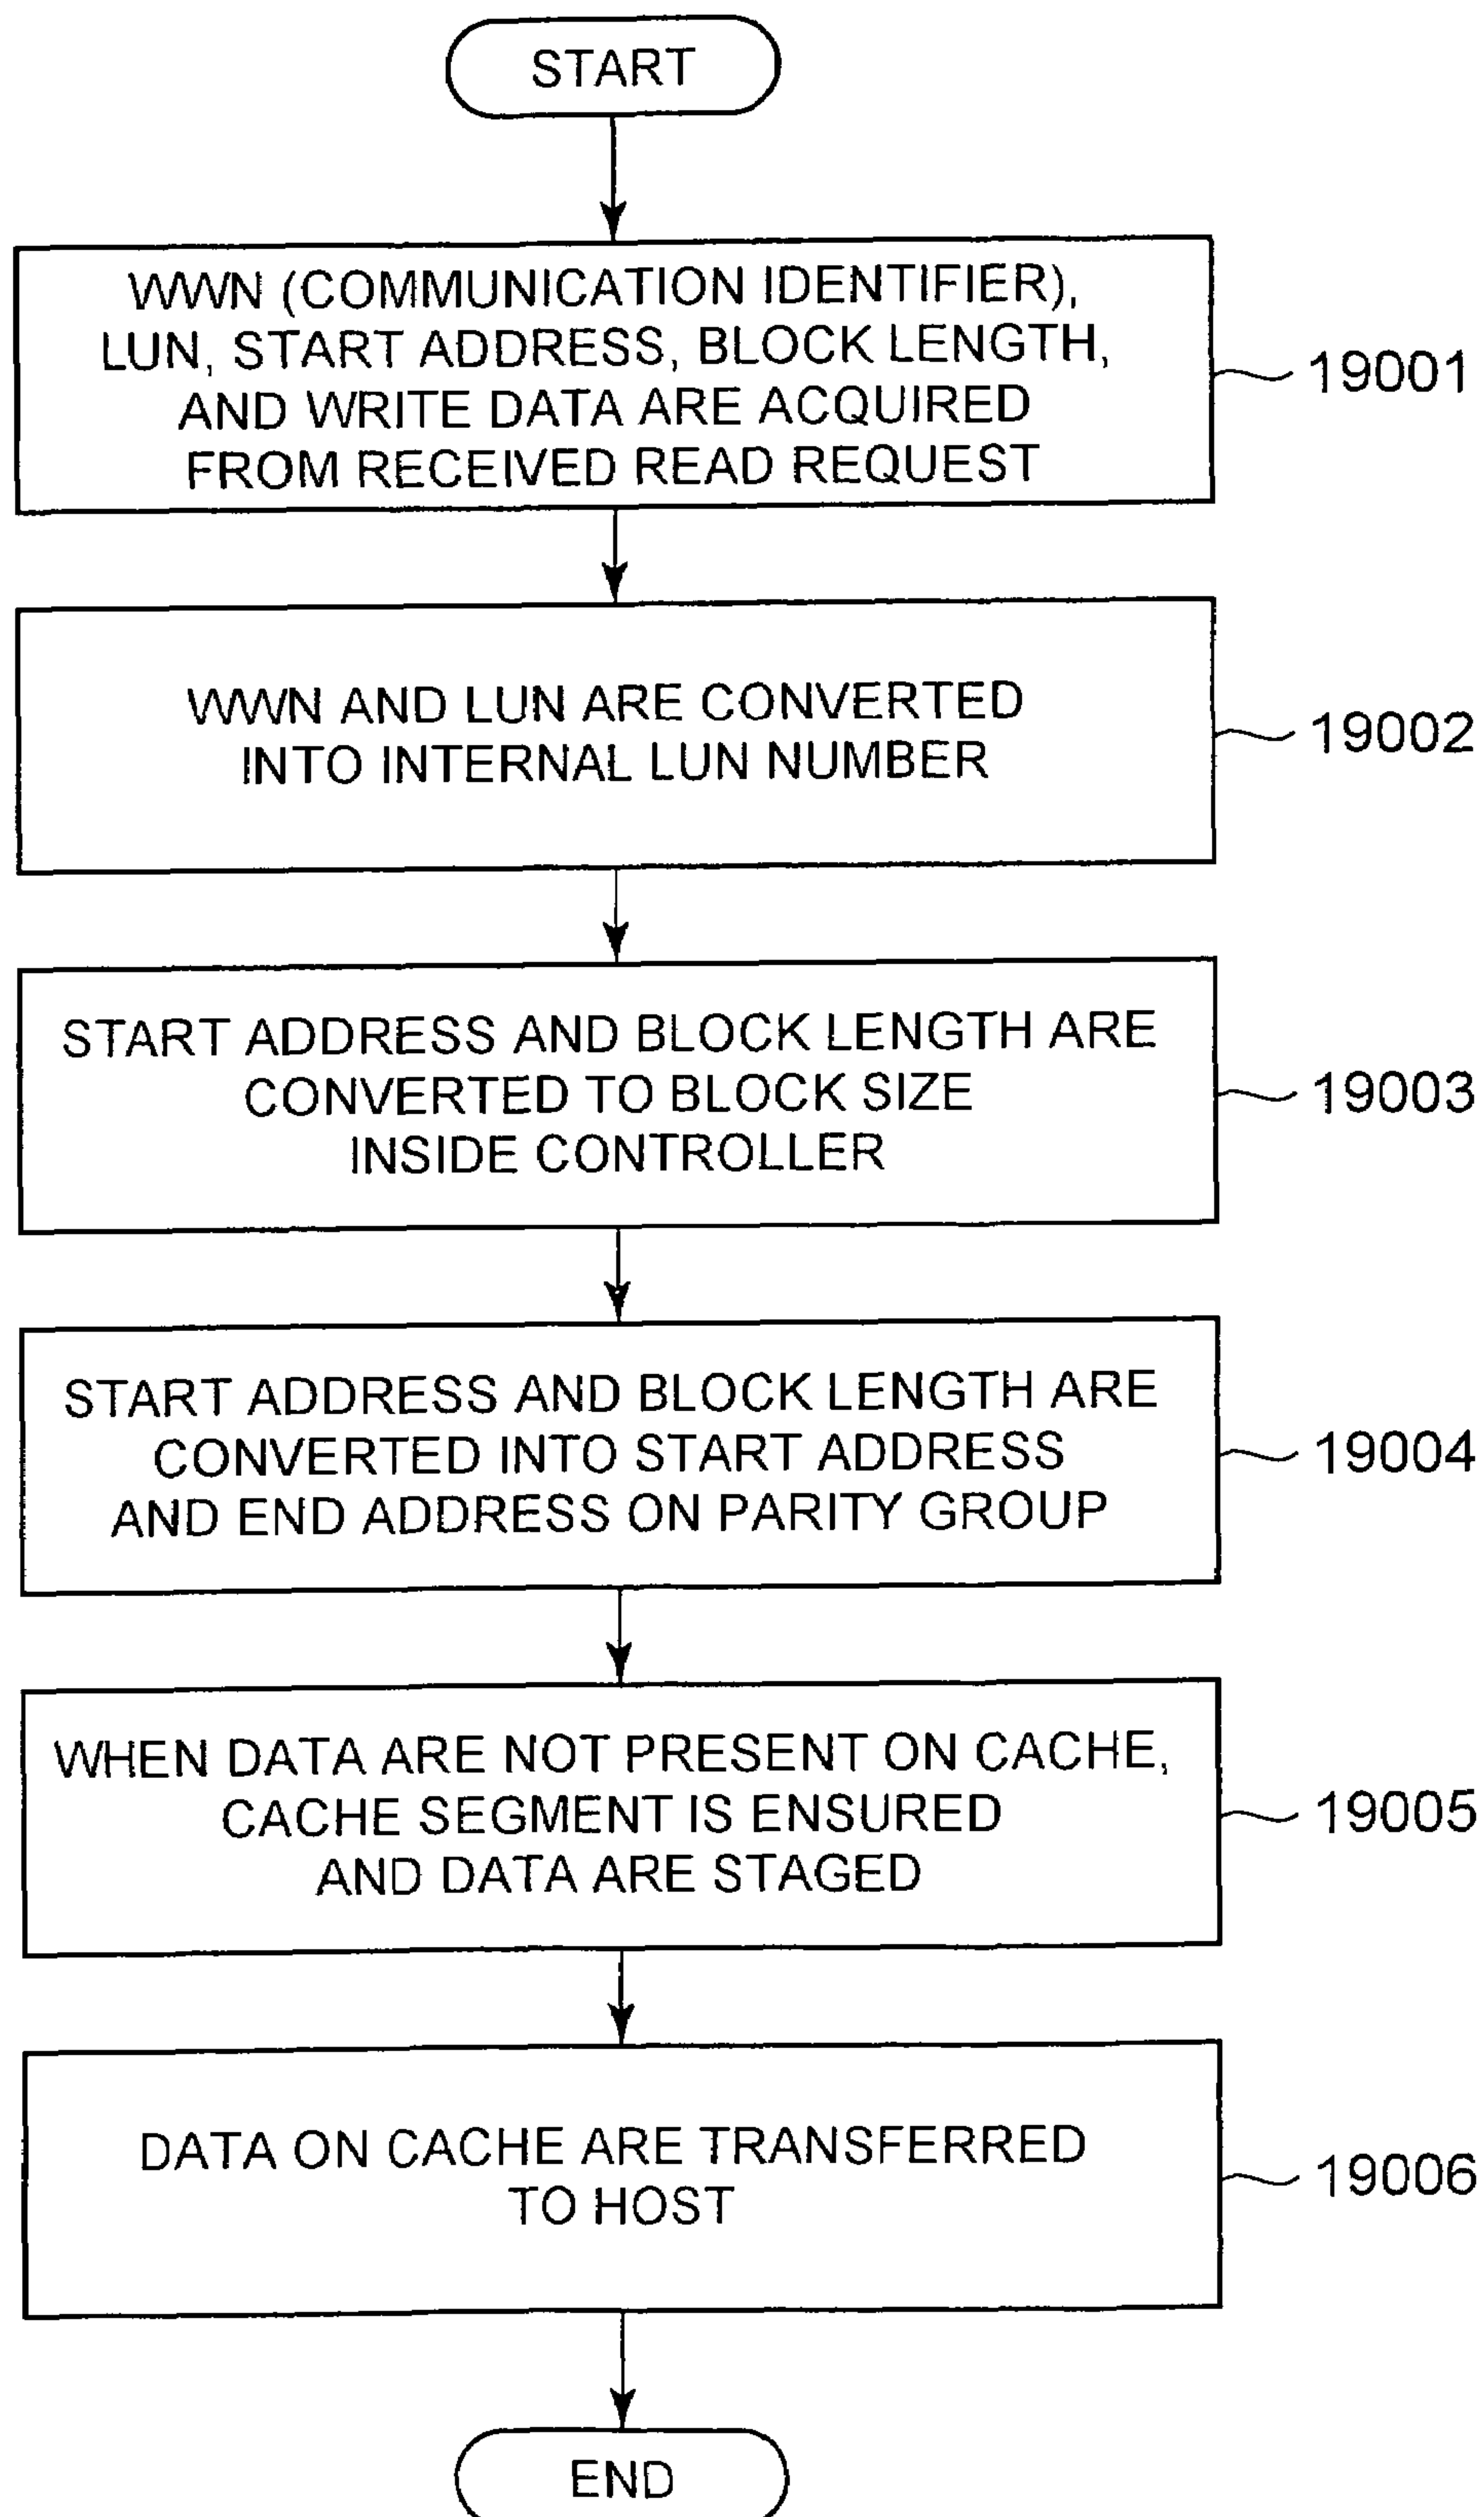 START
WWN (COMMUNICATION IDENTIFIER),
LUN, START ADDRESS, BLOCK LENGTH,
AND WRITE DATA ARE ACQUIRED
FROM RECEIVED READ REQUEST
19001
WWN AND LUN ARE CONVERTED
INTO INTERNAL LUN NUMBER
19002
START ADDRESS AND BLOCK LENGTH ARE
CONVERTED TO BLOCK SIZE
INSIDE CONTROLLER
19003
START ADDRESS AND BLOCK LENGTH ARE
CONVERTED INTO START ADDRESS
AND END ADDRESS ON PARITY GROUP
19004
WHEN DATA ARE NOT PRESENT ON CACHE,
CACHE SEGMENT IS ENSURED
AND DATA ARE STAGED
19005
DATA ON CACHE ARE TRANSFERRED
TO HOST
19006
END